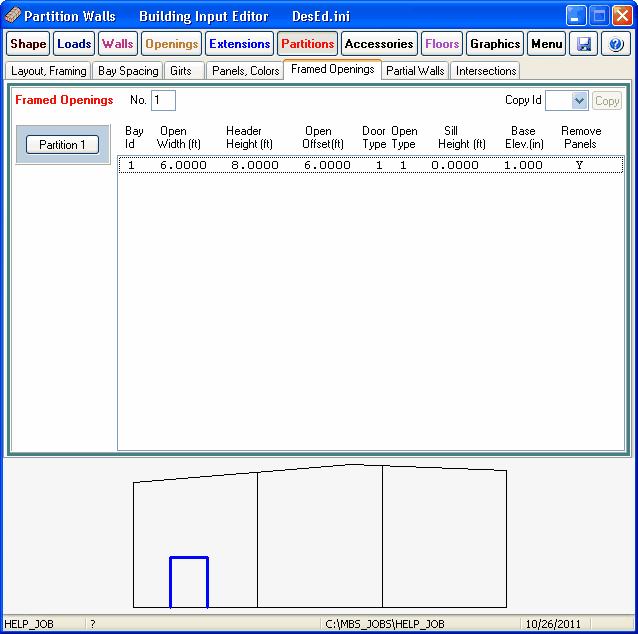 Partition Walls Building Input Editor DesEd.ini
Shape Loads Walls Openings Extensions Partitions Accessories Floors Graphics Menu ?
Layout, Framing Bay Spacing Girts Panels, Colors Framed Openings Partial Walls Intersections
Framed Openings No. 1 Copy Id Copy
Bay Open Header Open Door Open Sill Base Remove
Id Width (ft) Height (ft) Offset(ft) Type Type Height (ft) Elev.(in) Panels
Partition 1
1 6.0000 8.0000 6.0000 1 1 0.0000 1.000 Y
HELP_JOB ? C:\MBS_JOBS\HELP_JOB 10/26/2011